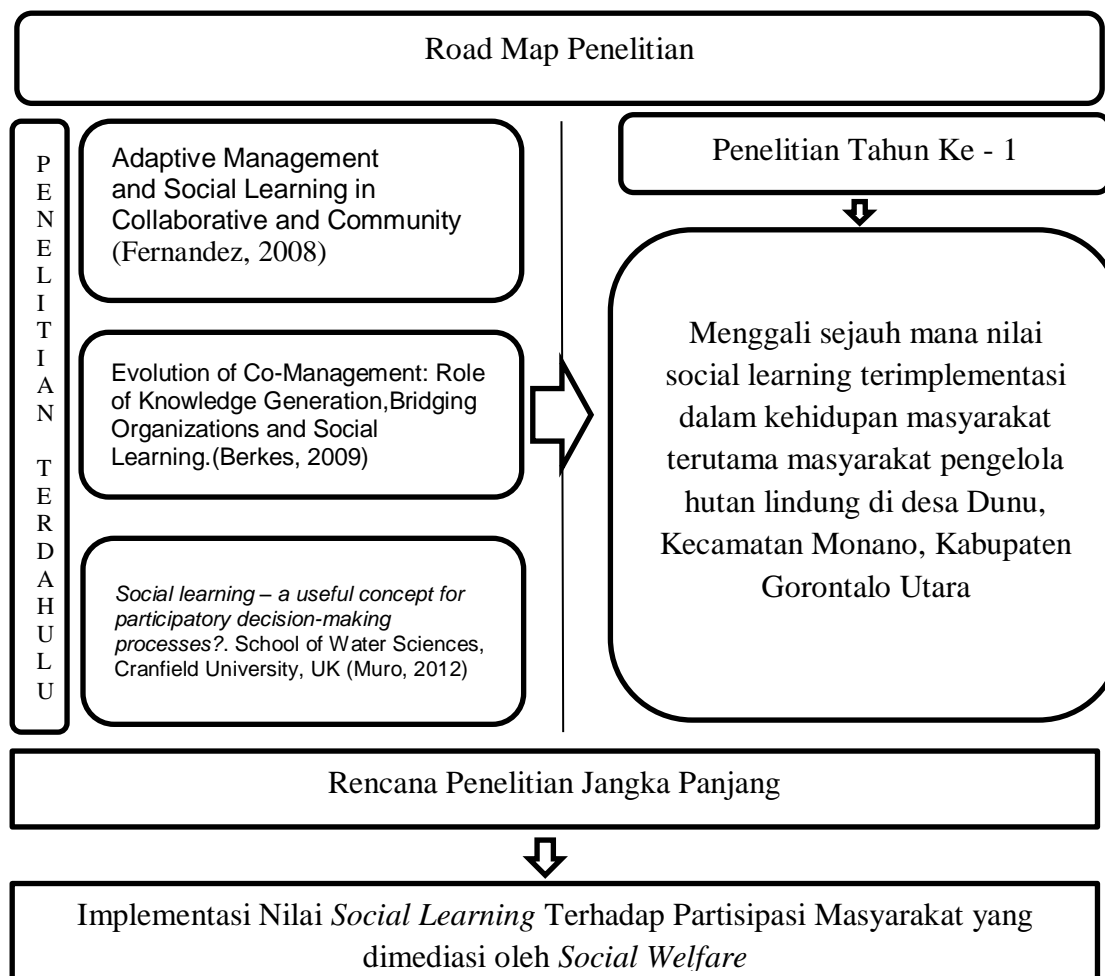 Road Map Penelitian
PENELITIAN TERDAHULU
Adaptive Management
and Social Learning in
Collaborative and Community
(Fernandez, 2008)
Evolution of Co-Management: Role
of Knowledge Generation,Bridging
Organizations and Social
Learning.(Berkes, 2009)
Social learning – a useful concept for
participatory decision-making
processes?. School of Water Sciences,
Cranfield University, UK (Muro, 2012)
Penelitian Tahun Ke - 1
Menggali sejauh mana nilai
social learning terimplementasi
dalam kehidupan masyarakat
terutama masyarakat pengelola
hutan lindung di desa Dunu,
Kecamatan Monano, Kabupaten
Gorontalo Utara
Rencana Penelitian Jangka Panjang
Implementasi Nilai Social Learning Terhadap Partisipasi Masyarakat yang
dimediasi oleh Social Welfare